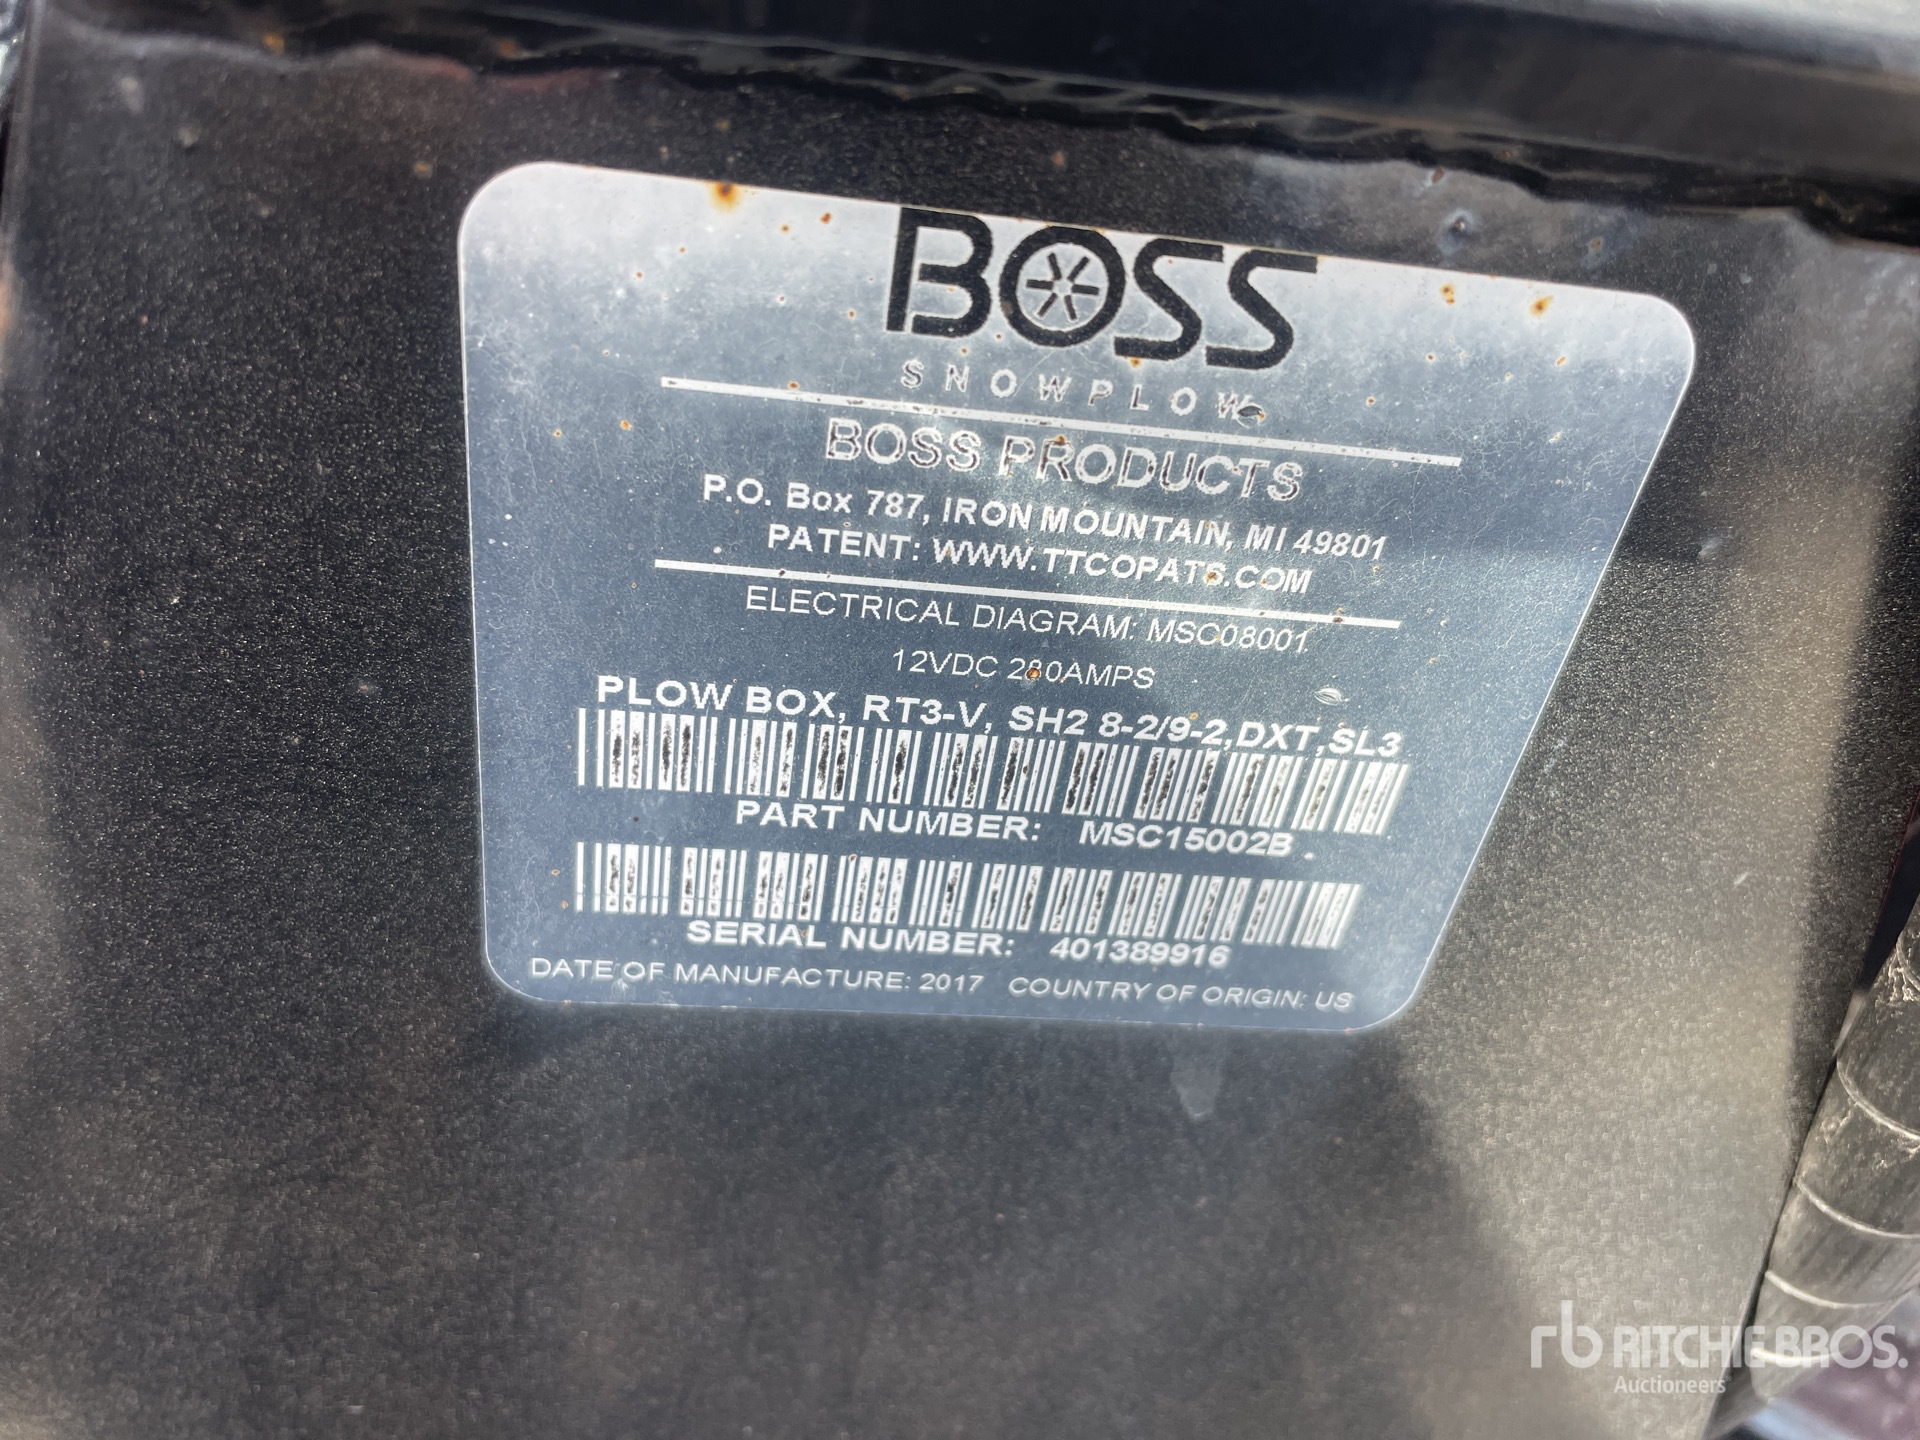 BOSS
SNOWPLOW
BOSS PRODUCTS
P.O. Box 787, IRON MOUNTAIN, MI 49801
PATENT: WWW.TTCOPATS.COM
ELECTRICAL DIAGRAM: MSC08001
12VDC 280AMPS
PLOW BOX, RT3-V, SH2 8-2/9-2,DXT,SL3
PART NUMBER: MSC15002B
SERIAL NUMBER: 401389916
DATE OF MANUFACTURE: 2017 COUNTRY OF ORIGIN: US
rb RITCHIE BROS.
Auctioneers